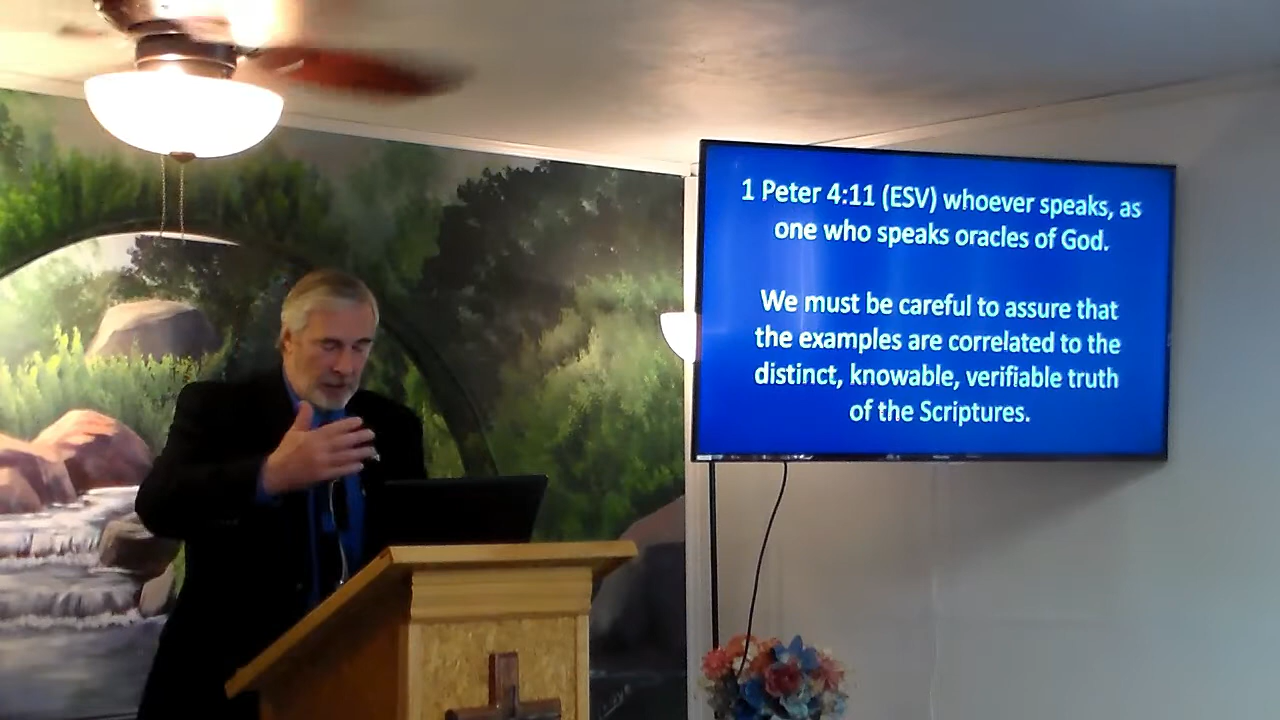 1 Peter 4:11 (ESV) whoever speaks, as
one who speaks oracles of God.
We must be careful to assure that
the examples are correlated to the
distinct, knowable, verifiable truth
of the Scriptures.